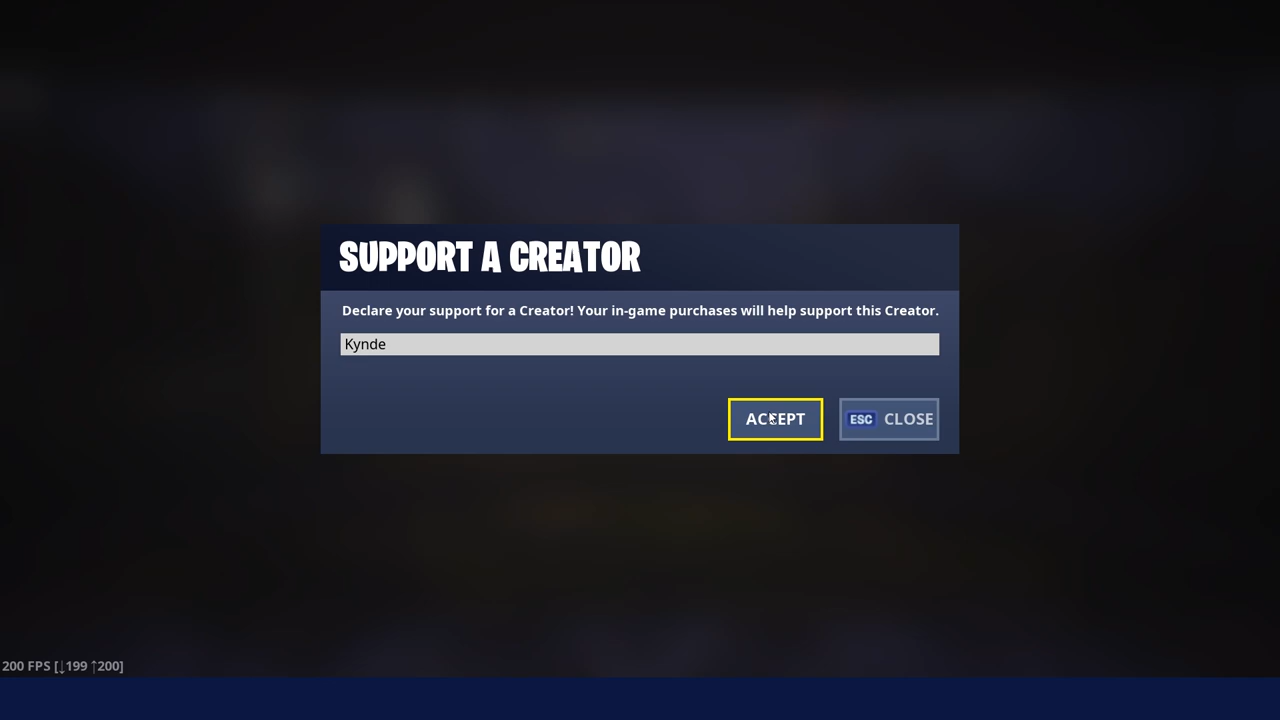 SUPPORT A CREATOR
Declare your support for a Creator! Your in-game purchases will help support this Creator.
Kynde
ACCEPT
ESC CLOSE
200 FPS [↓199 ↑200]